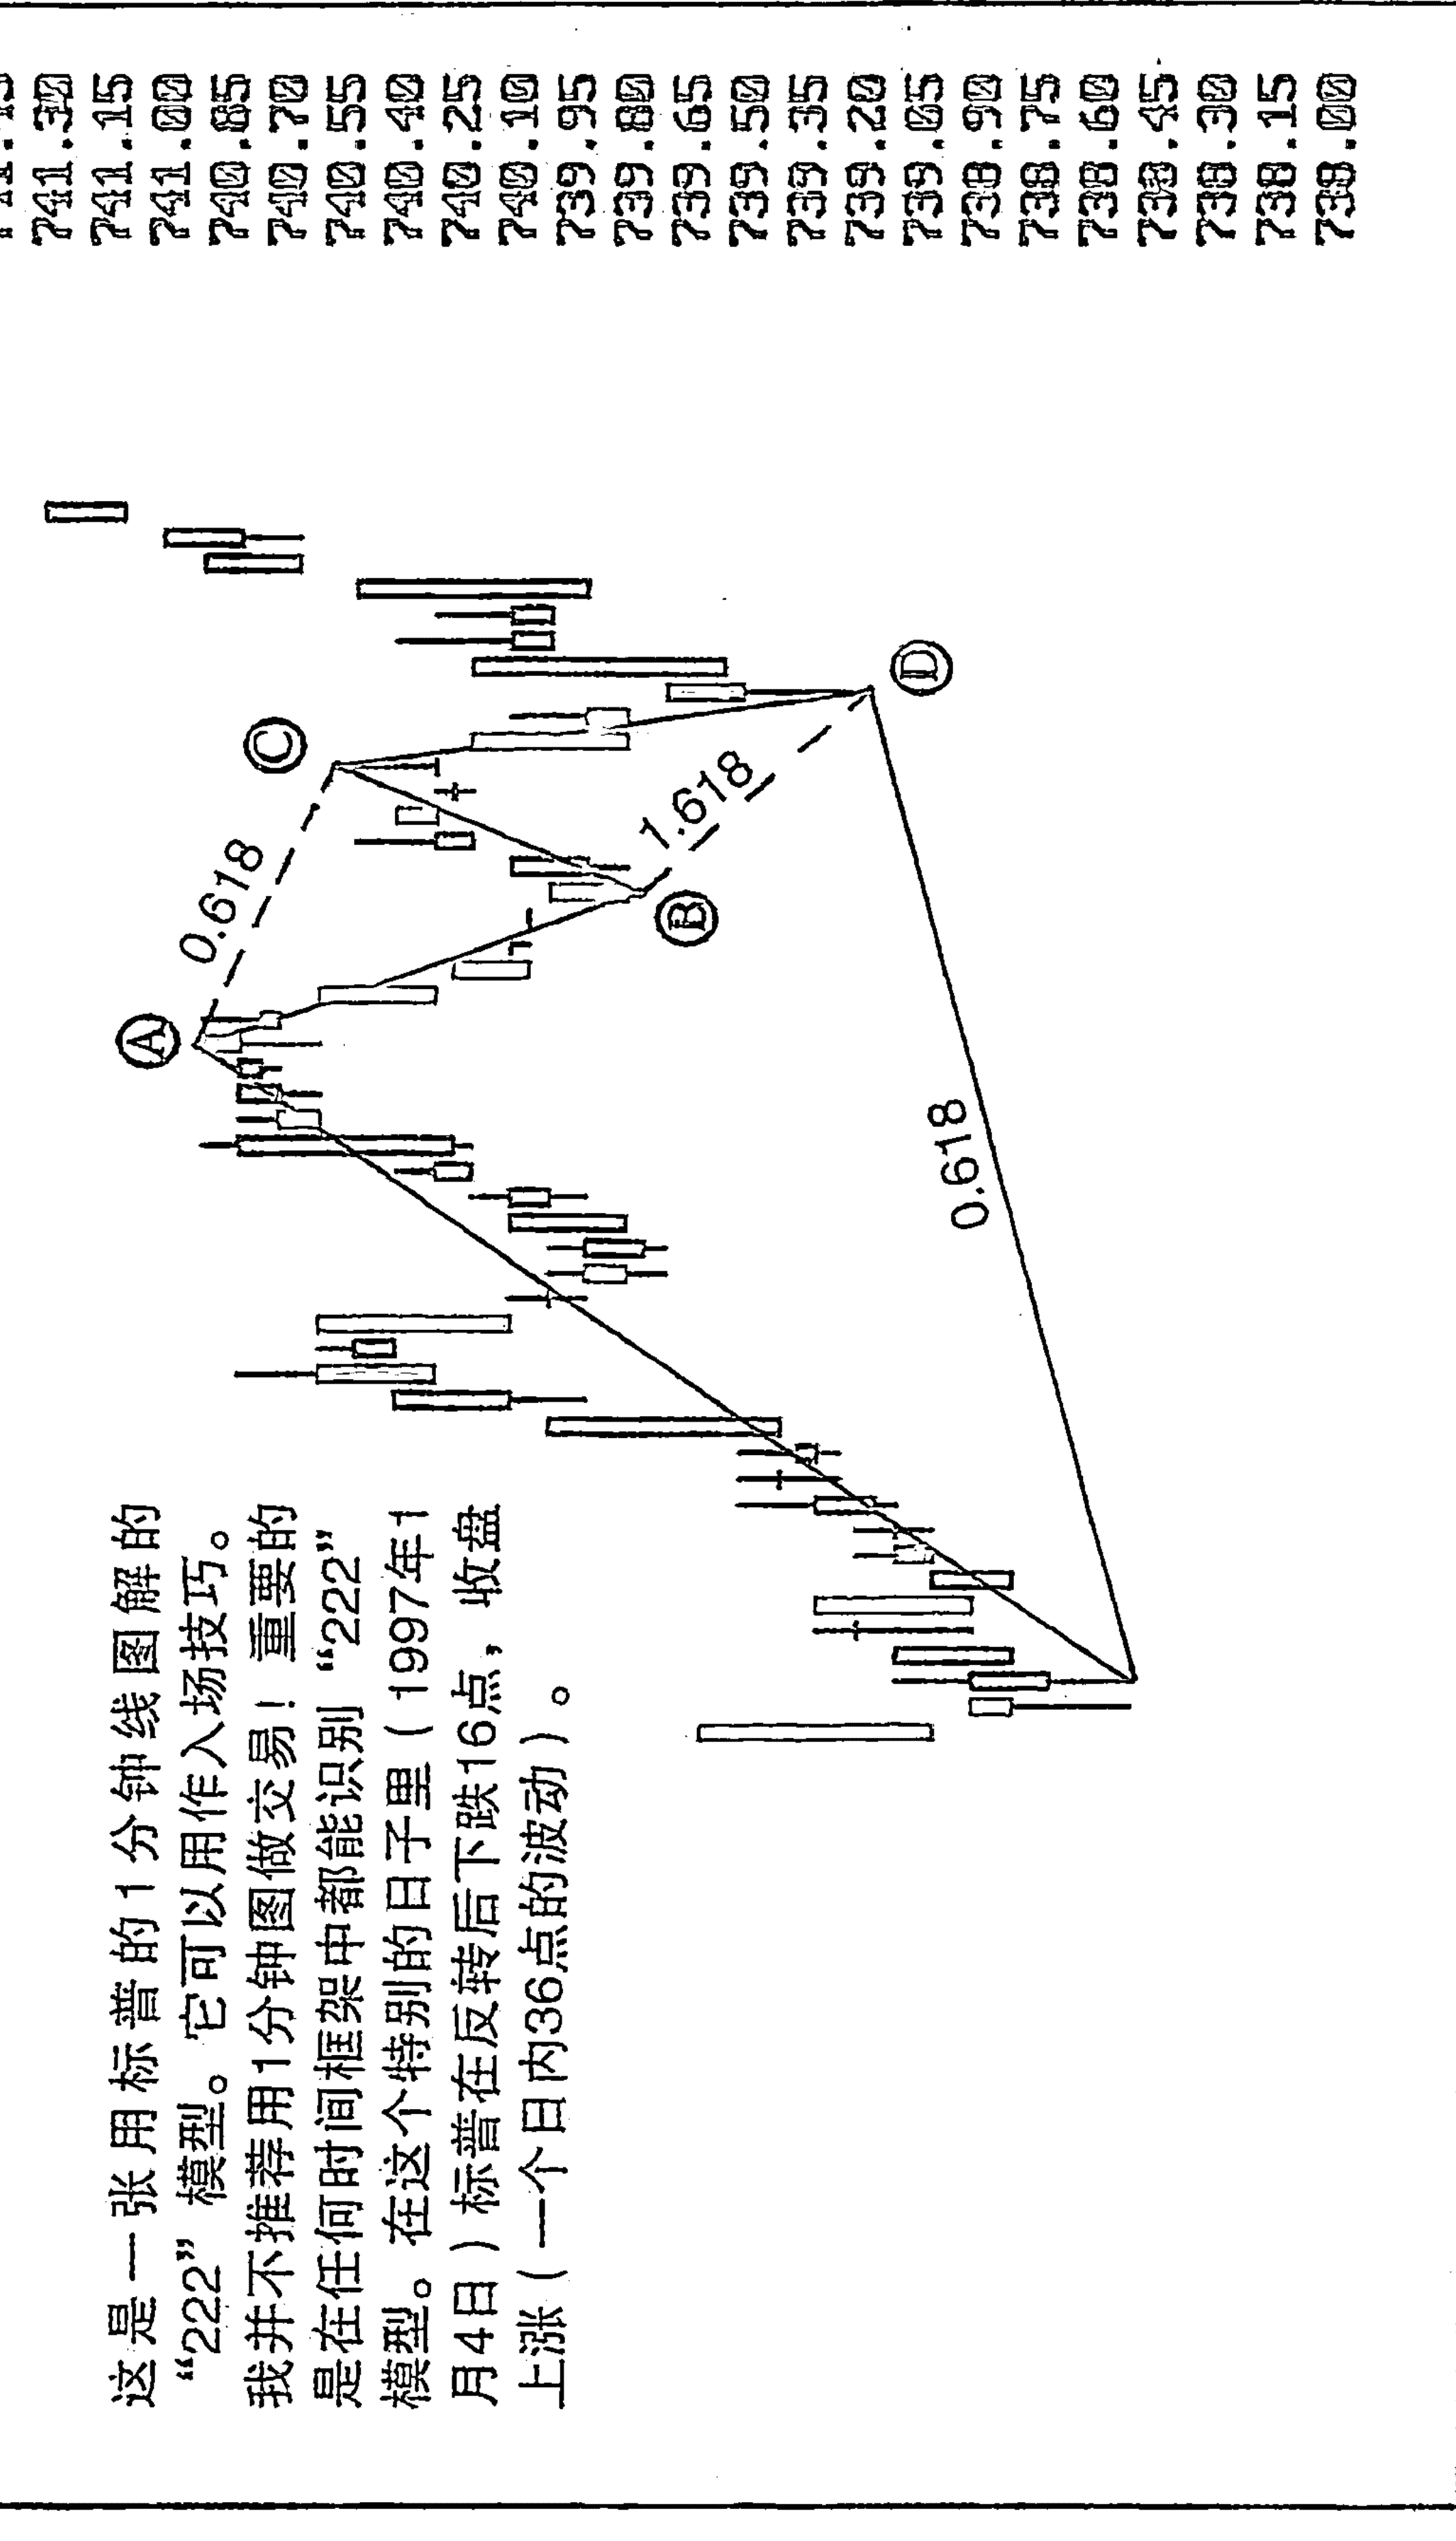 这是一张用标普的1分钟线图解的
“222”模型。它可以用作入场技巧。
我并不推荐用1分钟图做交易！重要的
是在任何时间框架中都能识别“222”
模型。在这个特别的日子里（1997年1
月4日）标普在反转后下跌16点，收盘
上涨（一个日内36点的波动）。
A
0.618
C
B
1.618
D
0.618
741.30
741.15
741.00
740.85
740.70
740.55
740.40
740.25
740.10
739.95
739.80
739.65
739.50
739.35
739.20
739.05
738.90
738.75
738.60
738.45
738.30
738.15
738.00